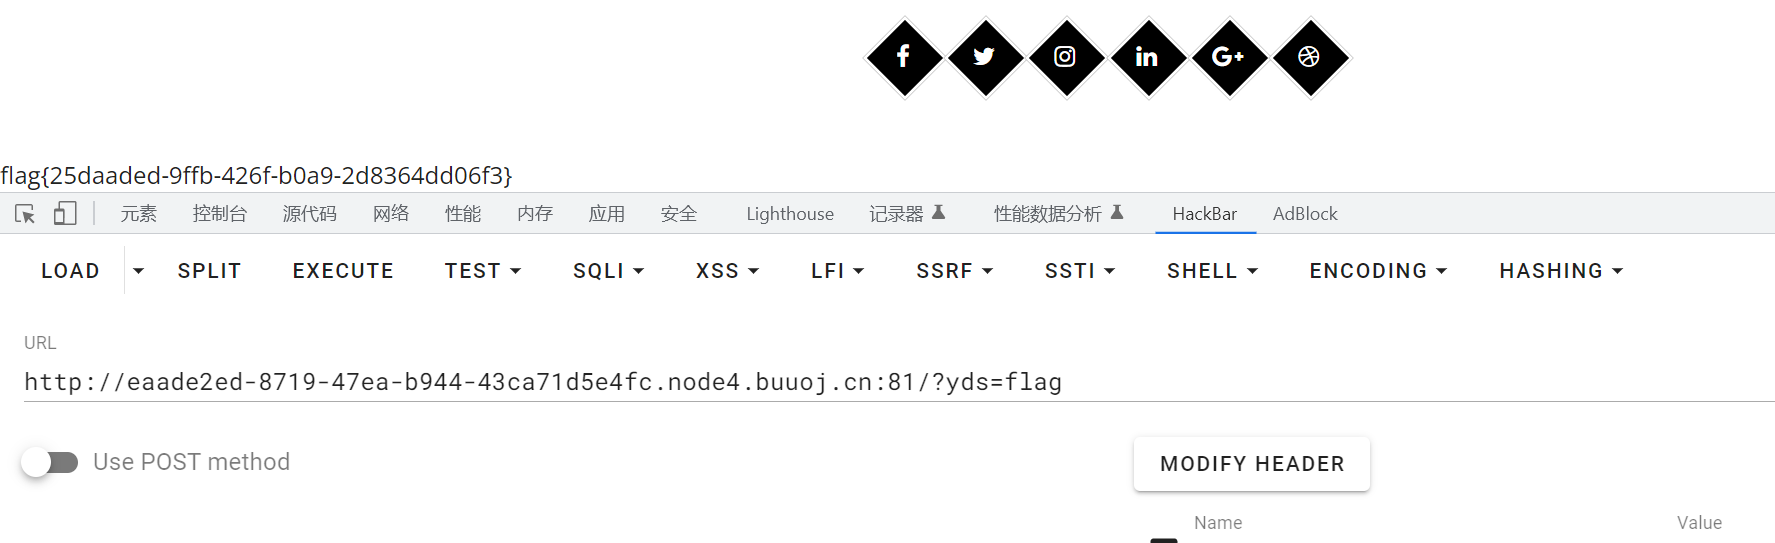 flag{25daaded-9ffb-426f-b0a9-2d8364dd06f3}
元素 控制台 源代码 网络 性能 内存 应用 安全 Lighthouse 记录器 性能数据分析 HackBar AdBlock
LOAD SPLIT EXECUTE TEST SQLI XSS LFI SSRF SSTI SHELL ENCODING HASHING
URL
http://eaade2ed-8719-47ea-b944-43ca71d5e4fc.node4.buuoj.cn:81/?yds=flag
Use POST method MODIFY HEADER
Name Value